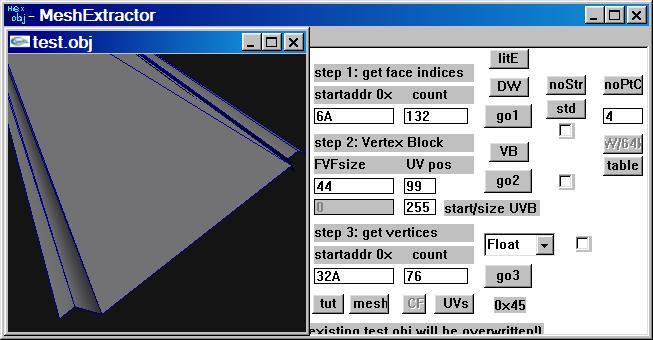 Hex
obj - MeshExtractor
test.obj
litE
step 1: get face indices
DW noStr noPtC
startaddr 0x count
std
6A 132 go1 4
step 2: Vertex Block
VB W/64k
FVFsize UV pos
table
44 99 go2
0 255 start/size UVB
step 3: get vertices
Float
startaddr 0x count
32A 76 go3
tut mesh CF UVs 0x45
existing test.obj will be overwritten!)